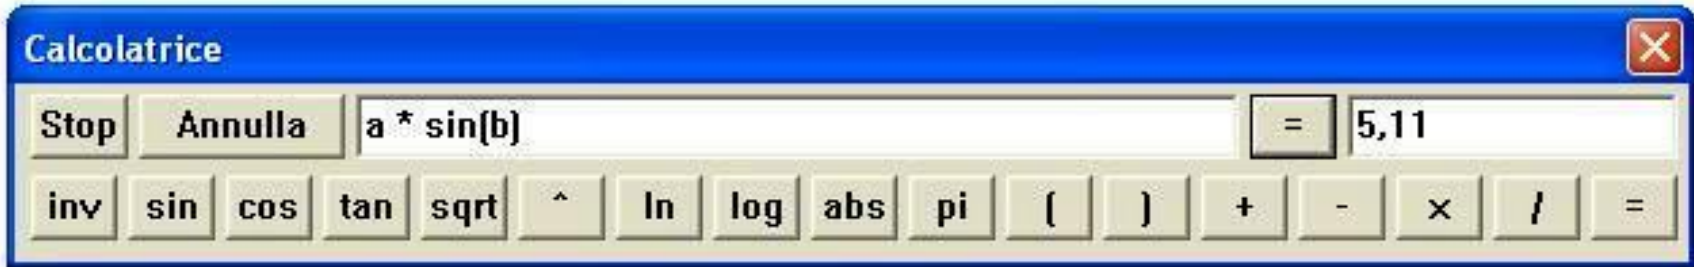 Calcolatrice
Stop Annulla a * sin(b) = 5,11
inv sin cos tan sqrt ^ ln log abs pi ( ) + - x / =